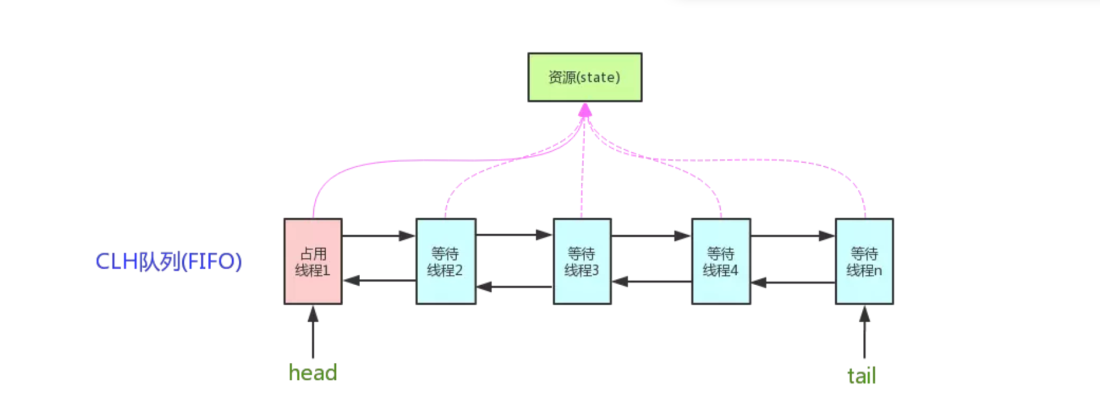 资源(state)
占用
线程1
等待
线程2
等待
线程3
等待
线程4
等待
线程n
CLH队列(FIFO)
head
tail